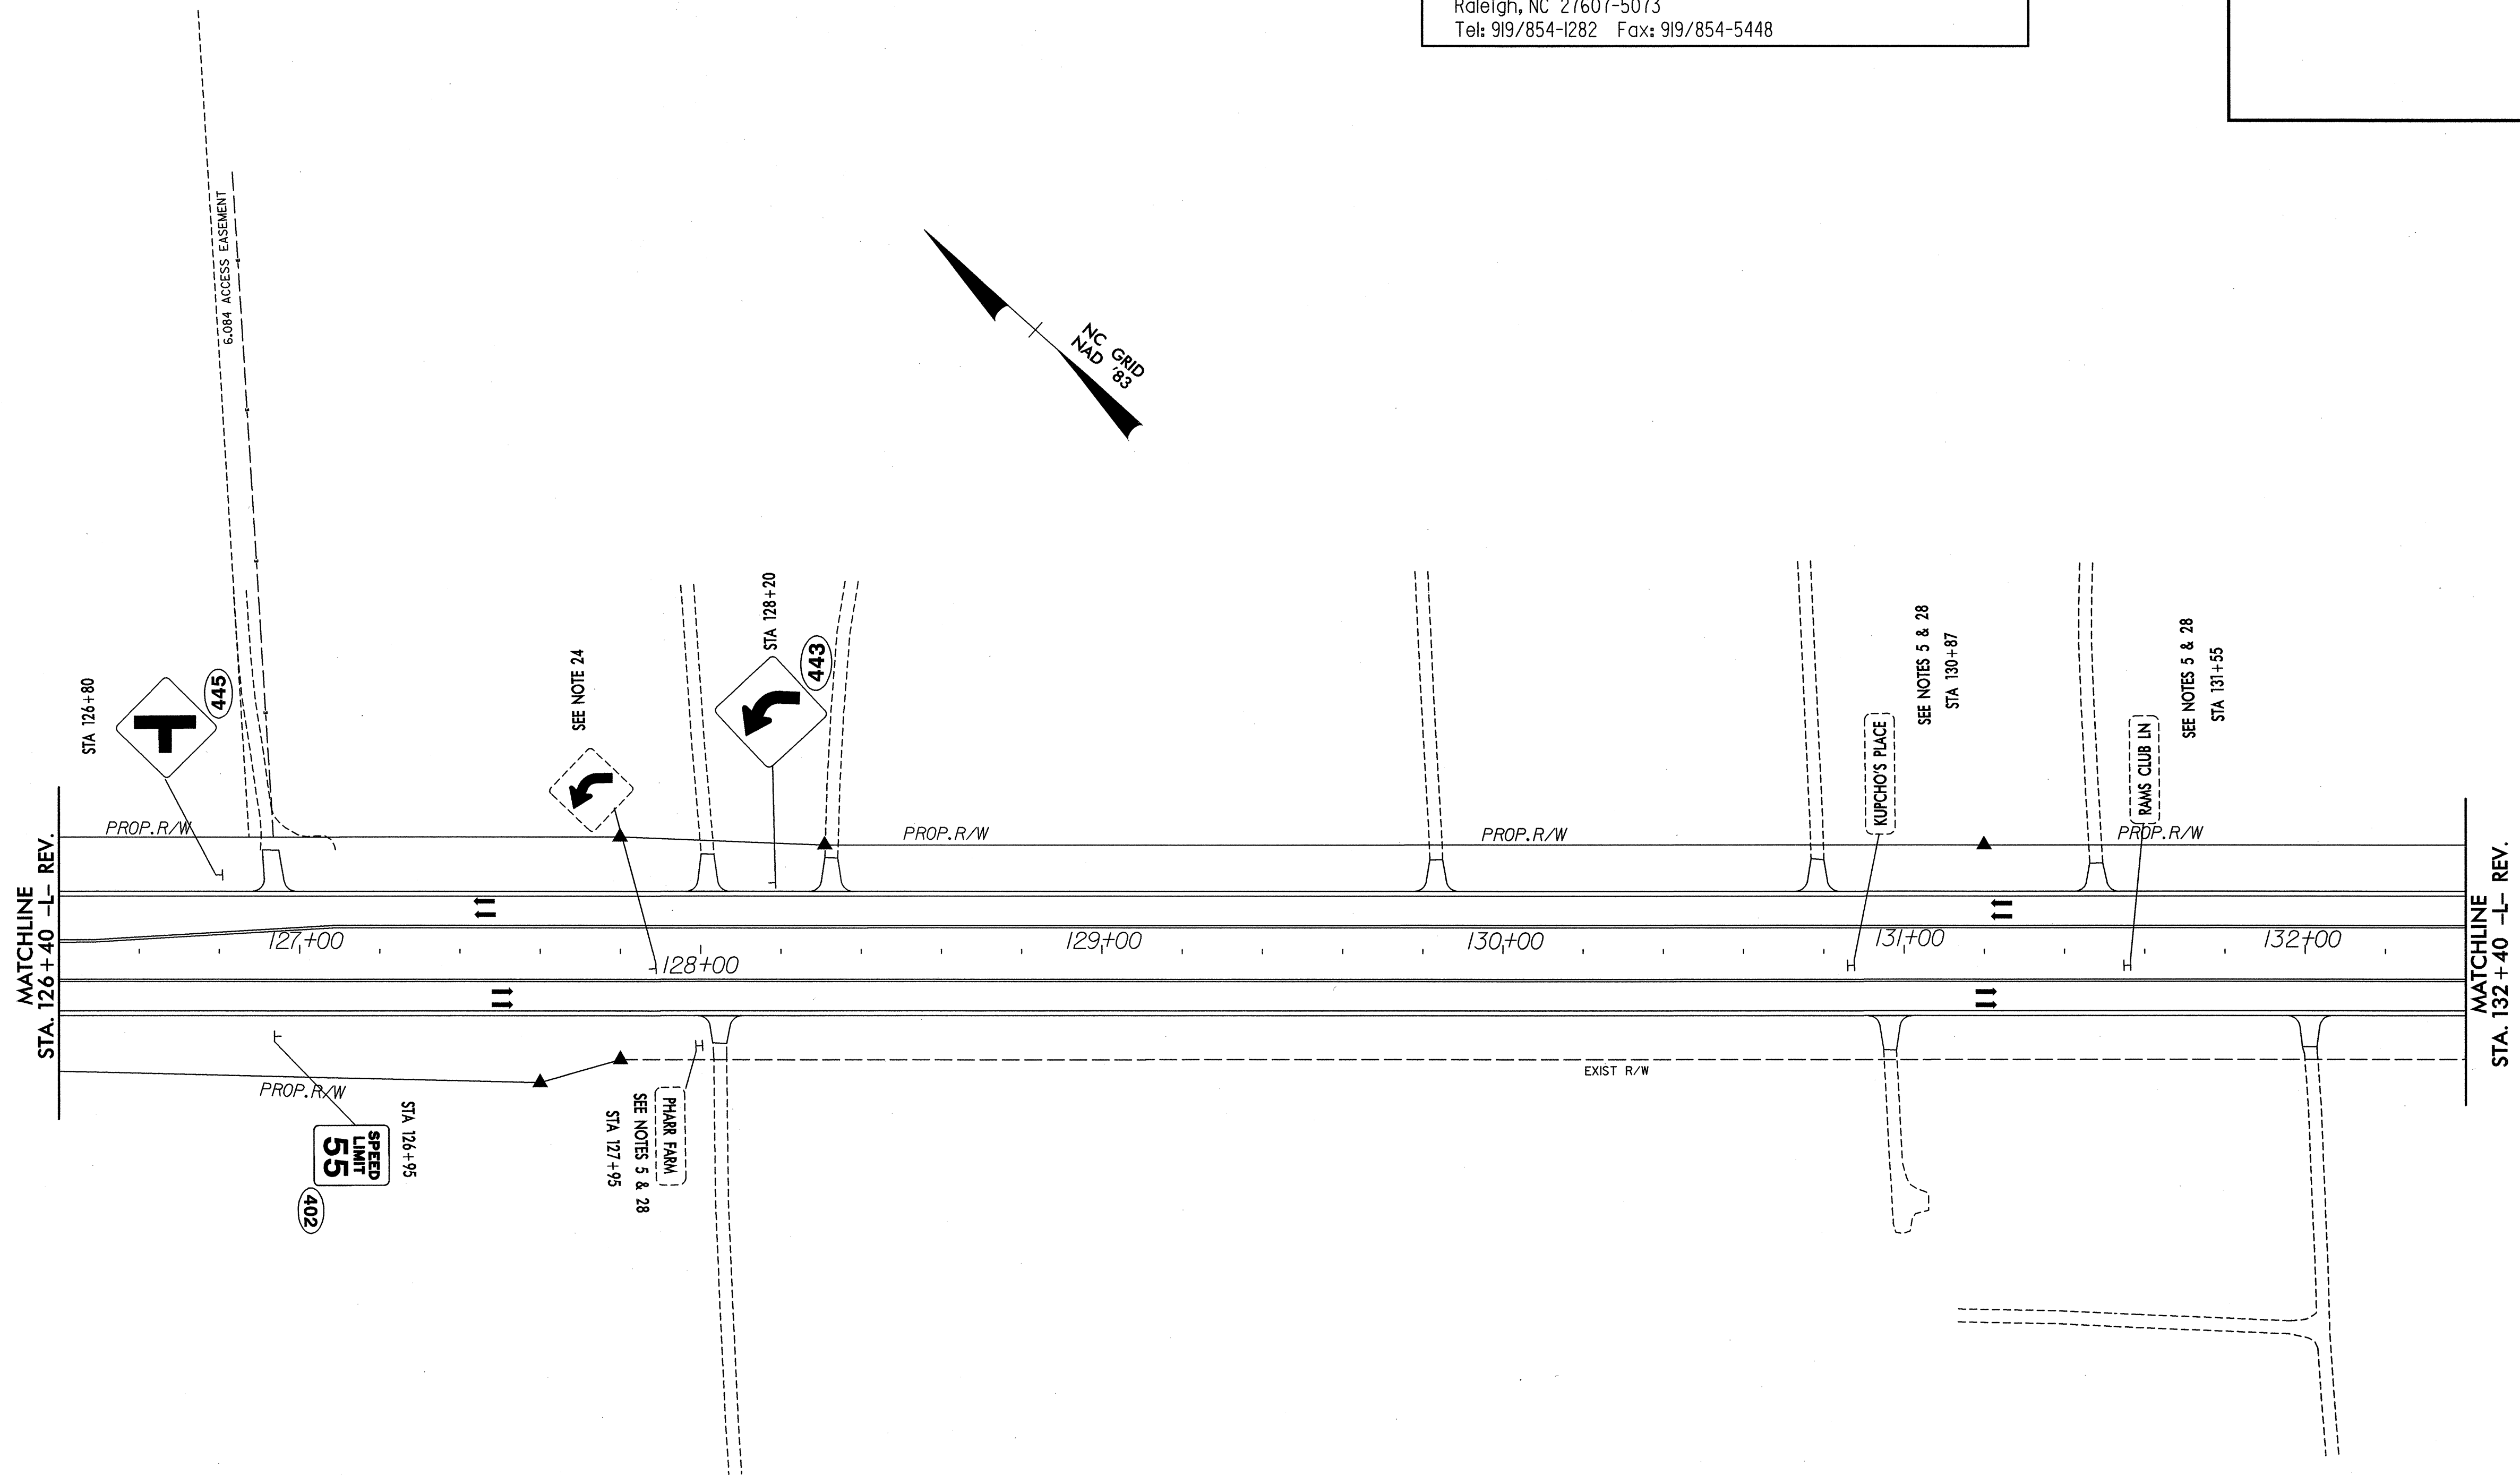 Raleigh, NC 27607-5073
Tel: 919/854-1282 Fax: 919/854-5448
6.084 ACCESS EASEMENT
NC GRID
NAD '83
STA 126+80
445
SEE NOTE 24
STA 128+20
443
SEE NOTES 5 & 28
STA 130+87
KUPCHO'S PLACE
SEE NOTES 5 & 28
STA 131+55
RAMS CLUB LN
PROP. R/W
PROP. R/W
PROP. R/W
PROP. R/W
MATCHLINE
STA. 126+40 -L- REV.
127+00
128+00
129+00
130+00
131+00
132+00
MATCHLINE
STA. 132+40 -L- REV.
PROP. R/W
EXIST R/W
STA 126+95
SPEED
LIMIT
55
402
PHARR FARM
SEE NOTES 5 & 28
STA 127+95